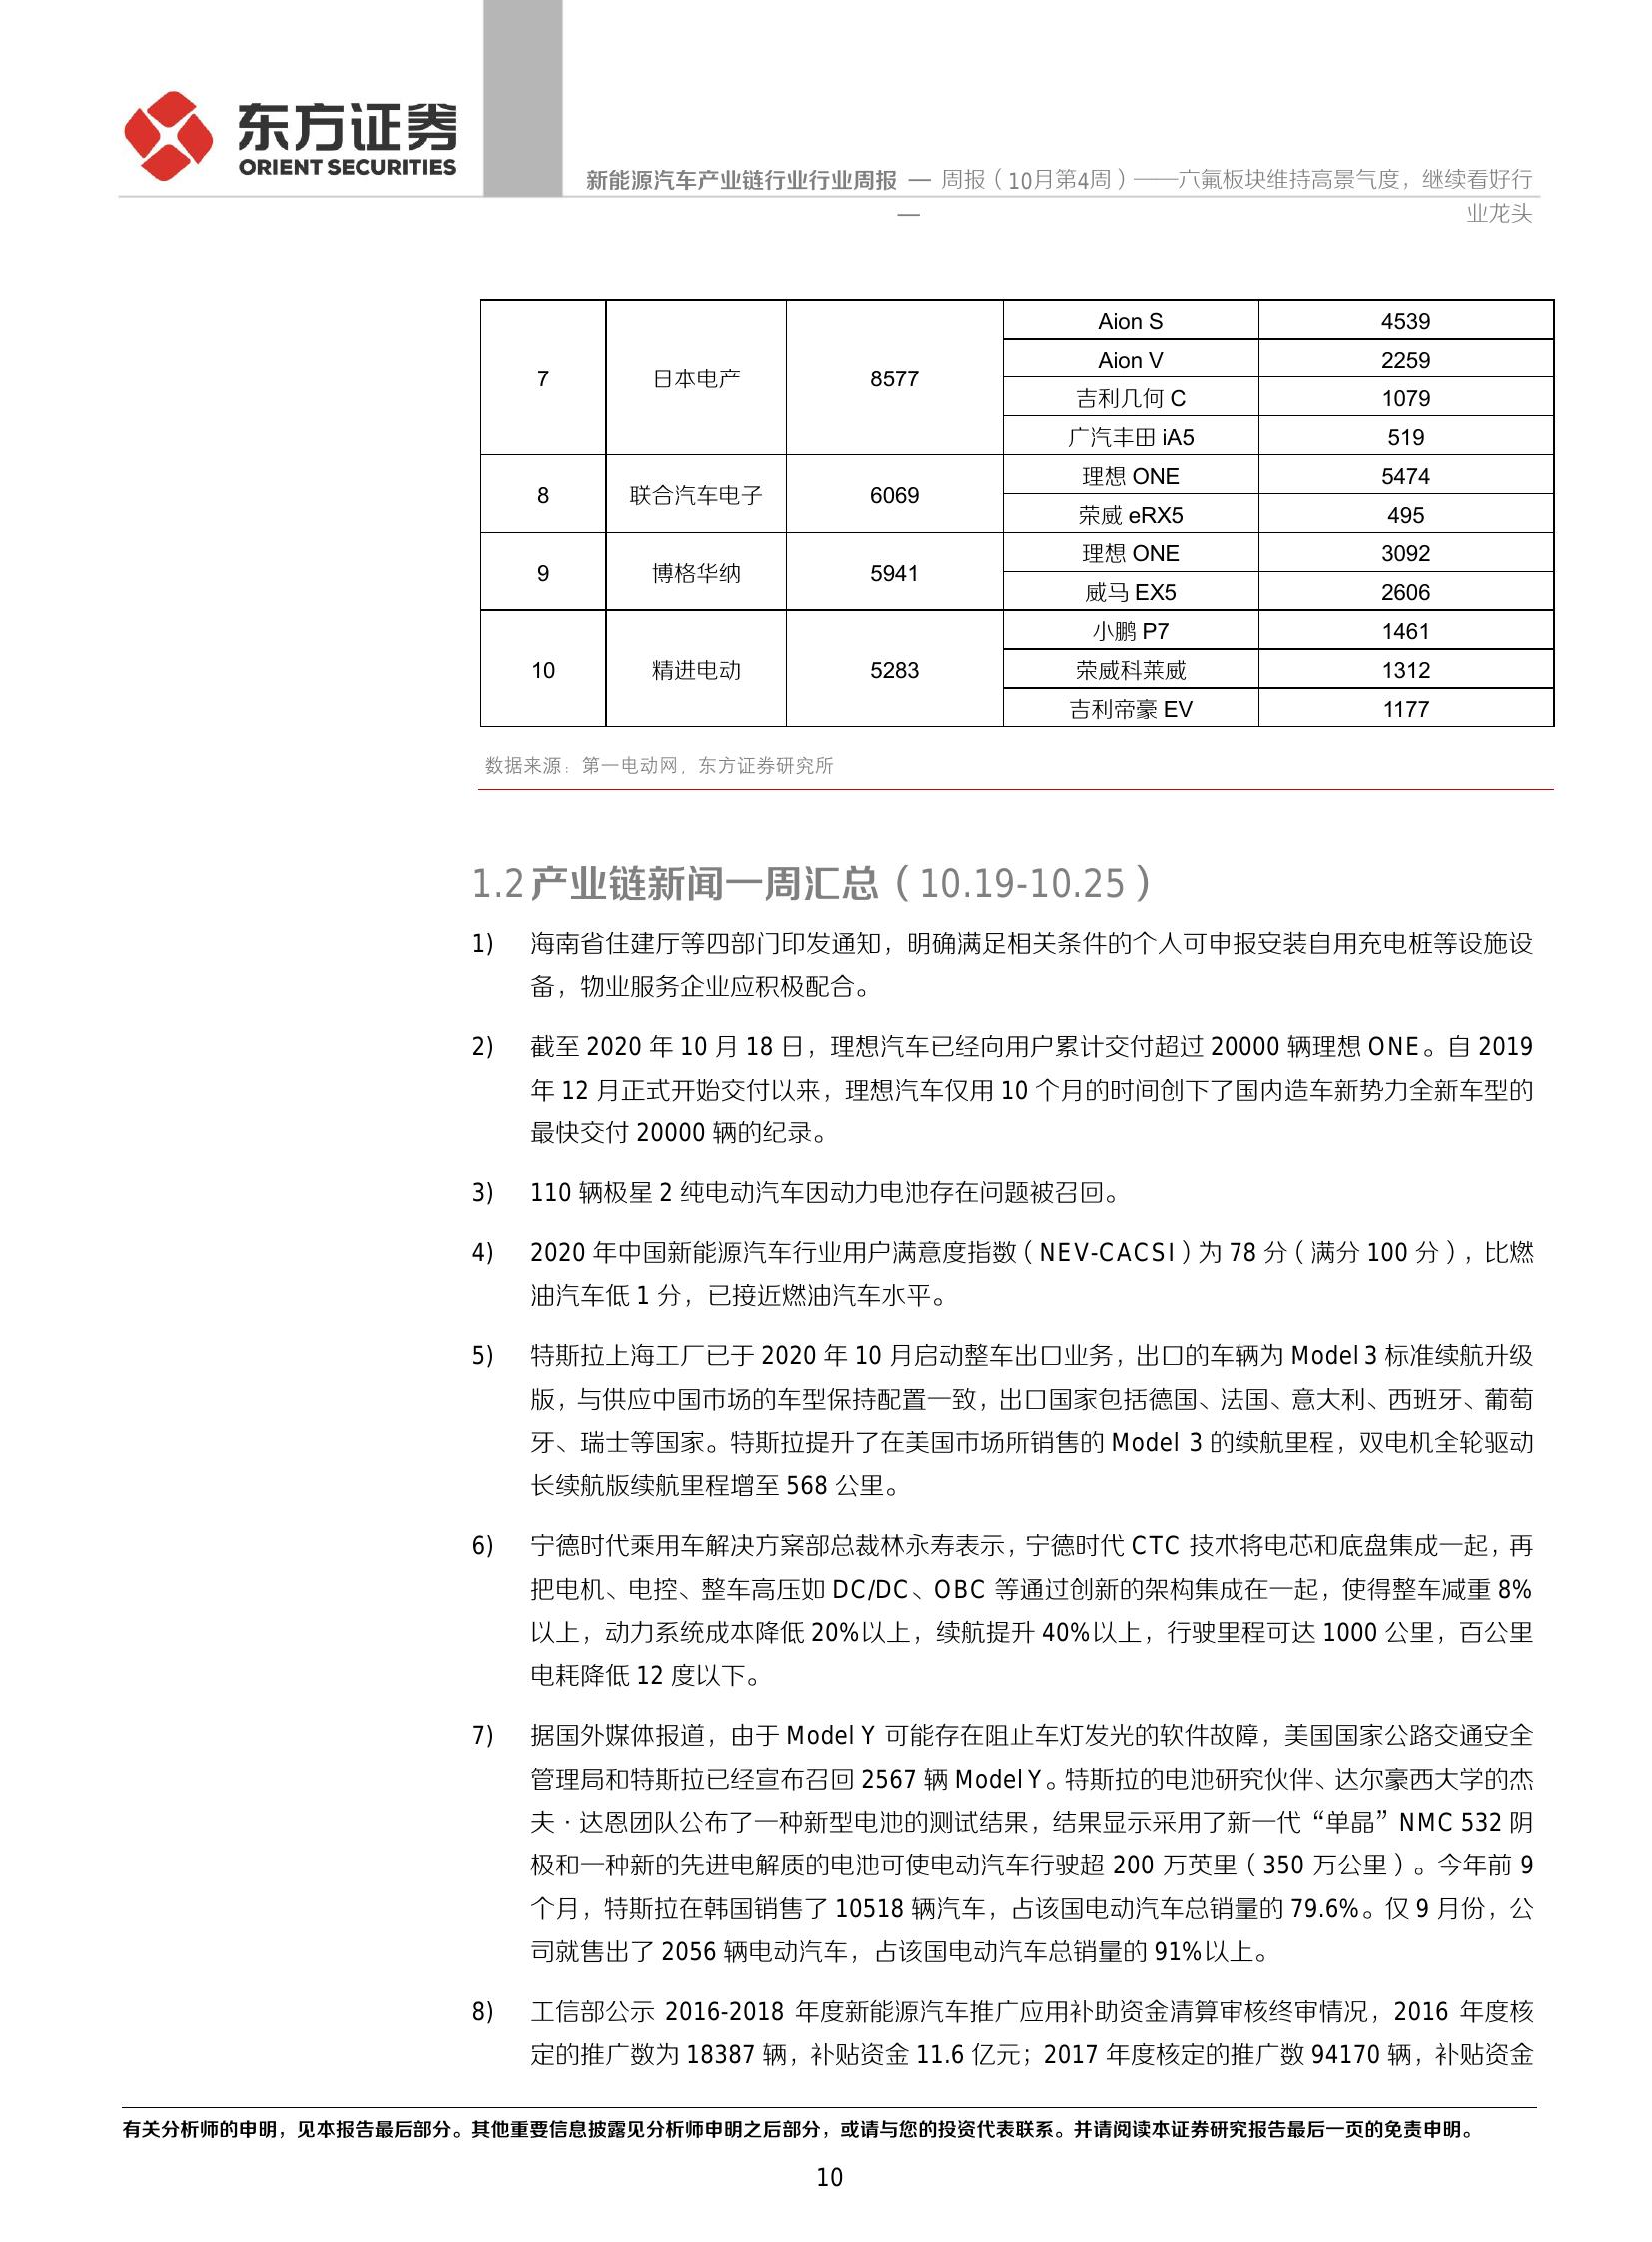 东方证券
ORIENT SECURITIES
新能源汽车产业链行业行业周报 — 周报（10月第4周）——六氟板块维持高景气度，继续看好行
— 业龙头
7 日本电产 8577 Aion S 4539
Aion V 2259
吉利几何 C 1079
广汽丰田 iA5 519
8 联合汽车电子 6069 理想 ONE 5474
荣威 eRX5 495
9 博格华纳 5941 理想 ONE 3092
威马 EX5 2606
10 精进电动 5283 小鹏 P7 1461
荣威科莱威 1312
吉利帝豪 EV 1177
数据来源：第一电动网，东方证券研究所
1.2 产业链新闻一周汇总（10.19-10.25）
1) 海南省住建厅等四部门印发通知，明确满足相关条件的个人可申报安装自用充电桩等设施设
备，物业服务企业应积极配合。
2) 截至 2020 年 10 月 18 日，理想汽车已经向用户累计交付超过 20000 辆理想 ONE。自 2019
年 12 月正式开始交付以来，理想汽车仅用 10 个月的时间创下了国内造车新势力全新车型的
最快交付 20000 辆的纪录。
3) 110 辆极星 2 纯电动汽车因动力电池存在问题被召回。
4) 2020 年中国新能源汽车行业用户满意度指数（NEV-CACSI）为 78 分（满分 100 分），比燃
油汽车低 1 分，已接近燃油汽车水平。
5) 特斯拉上海工厂已于 2020 年 10 月启动整车出口业务，出口的车辆为 Model 3 标准续航升级
版，与供应中国市场的车型保持配置一致，出口国家包括德国、法国、意大利、西班牙、葡萄
牙、瑞士等国家。特斯拉提升了在美国市场所销售的 Model 3 的续航里程，双电机全轮驱动
长续航版续航里程增至 568 公里。
6) 宁德时代乘用车解决方案部总裁林永寿表示，宁德时代 CTC 技术将电芯和底盘集成一起，再
把电机、电控、整车高压如 DC/DC、OBC 等通过创新的架构集成在一起，使得整车减重 8%
以上，动力系统成本降低 20%以上，续航提升 40%以上，行驶里程可达 1000 公里，百公里
电耗降低 12 度以下。
7) 据国外媒体报道，由于 Model Y 可能存在阻止车灯发光的软件故障，美国国家公路交通安全
管理局和特斯拉已经宣布召回 2567 辆 Model Y。特斯拉的电池研究伙伴、达尔豪西大学的杰
夫·达恩团队公布了一种新型电池的测试结果，结果显示采用了新一代“单晶”NMC 532 阴
极和一种新的先进电解质的电池可使电动汽车行驶超 200 万英里（350 万公里）。今年前 9
个月，特斯拉在韩国销售了 10518 辆汽车，占该国电动汽车总销量的 79.6%。仅 9 月份，公
司就售出了 2056 辆电动汽车，占该国电动汽车总销量的 91%以上。
8) 工信部公示 2016-2018 年度新能源汽车推广应用补助资金清算审核终审情况，2016 年度核
定的推广数为 18387 辆，补贴资金 11.6 亿元；2017 年度核定的推广数 94170 辆，补贴资金
有关分析师的申明，见本报告最后部分。其他重要信息披露见分析师申明之后部分，或请与您的投资代表联系。并请阅读本证券研究报告最后一页的免责申明。
10